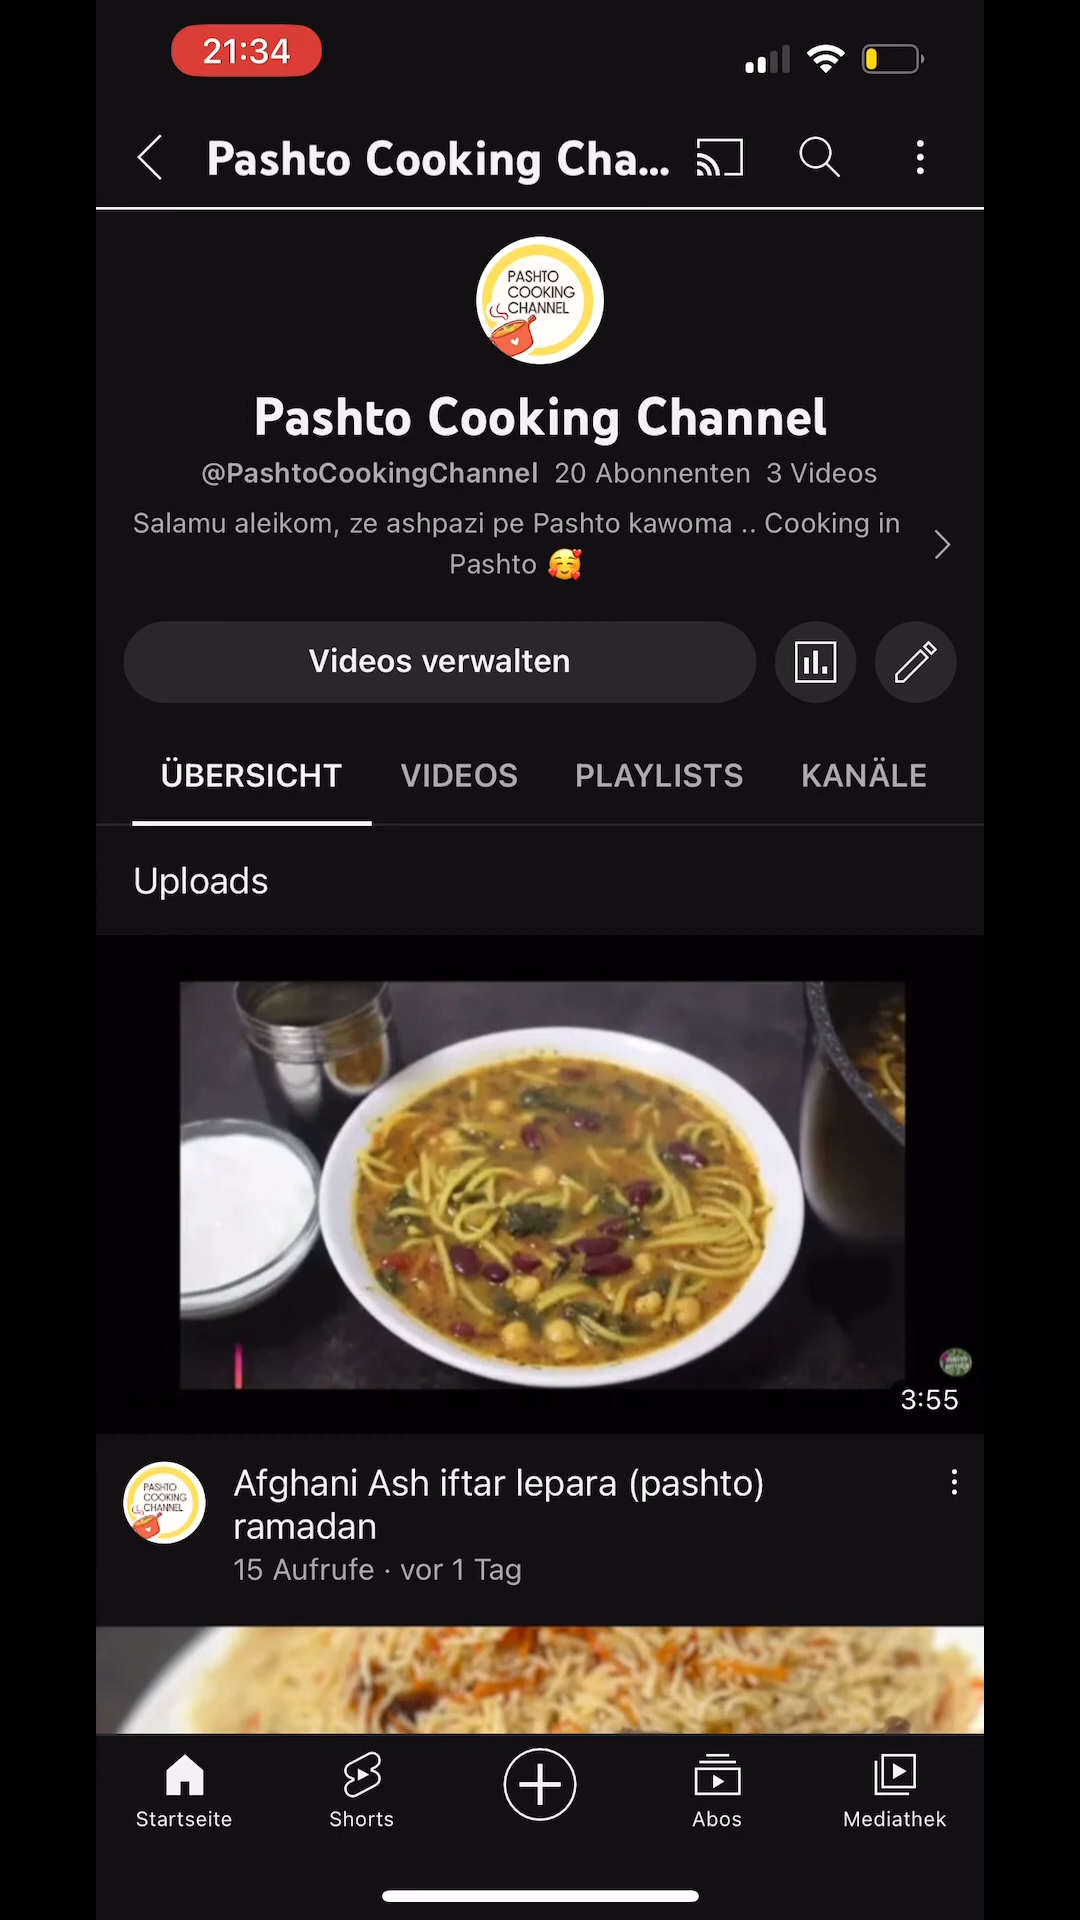 21:34
Pashto Cooking Cha...
PASHTO
COOKING
CHANNEL
Pashto Cooking Channel
@PashtoCookingChannel 20 Abonnenten 3 Videos
Salamu aleikom, ze ashpazi pe Pashto kawoma .. Cooking in
Pashto 🥰
Videos verwalten
ÜBERSICHT VIDEOS PLAYLISTS KANÄLE
Uploads
3:55
PASHTO
COOKING
CHANNEL
Afghani Ash iftar lepara (pashto)
ramadan
15 Aufrufe · vor 1 Tag
Startseite Shorts Abos Mediathek